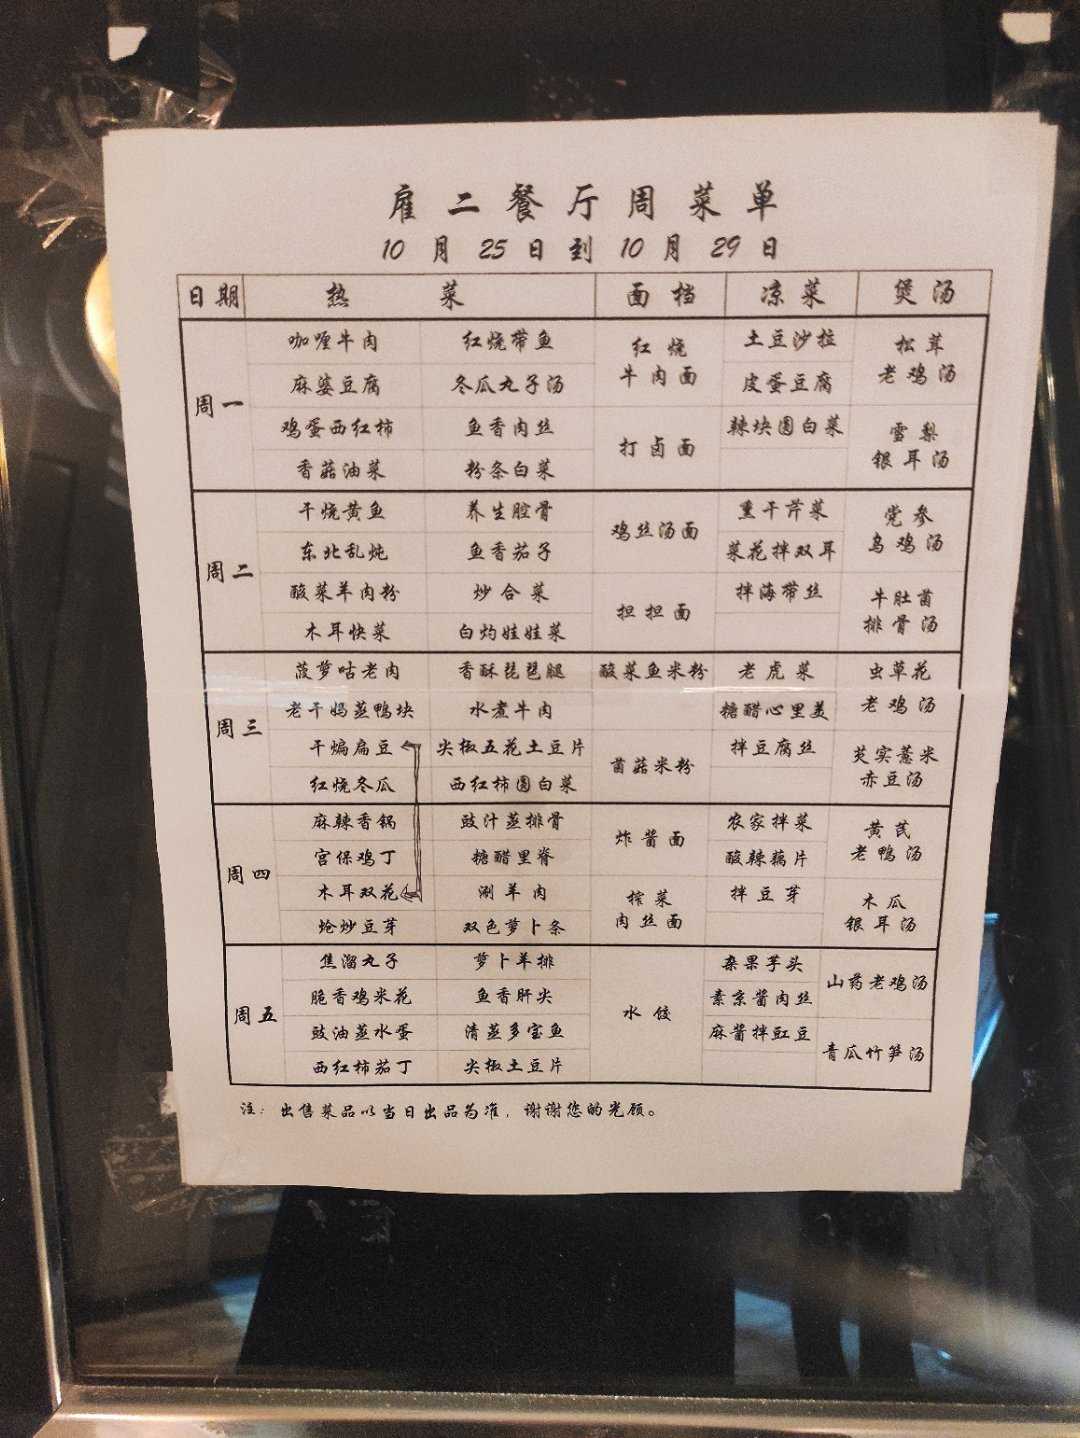 雇二餐厅周菜单
10月25日到10月29日
日期 热菜 面档 凉菜 煲汤
周一
咖喱牛肉 红烧带鱼 红烧牛肉面 土豆沙拉 松茸老鸡汤
麻婆豆腐 冬瓜丸子汤 皮蛋豆腐
鸡蛋西红柿 鱼香肉丝 打卤面 辣块圆白菜 雪梨银耳汤
香菇油菜 粉条白菜
周二
干烧黄鱼 养生腔骨 鸡丝汤面 熏干芹菜 党参乌鸡汤
东北乱炖 鱼香茄子 菜花拌双耳
酸菜羊肉粉 炒合菜 担担面 拌海带丝 牛肚菌排骨汤
木耳快菜 白灼娃娃菜
周三
菠萝咕老肉 香酥琵琶腿 酸菜鱼米粉 老虎菜 虫草花老鸡汤
老干妈蒸鸭块 水煮牛肉 糖醋心里美
干煸扁豆 尖椒五花土豆片 菌菇米粉 拌豆腐丝 芡实薏米赤豆汤
红烧冬瓜 西红柿圆白菜
周四
麻辣香锅 豉汁蒸排骨 炸酱面 农家拌菜 黄芪老鸭汤
宫保鸡丁 糖醋里脊 酸辣藕片
木耳双花 涮羊肉 榨菜肉丝面 拌豆芽 木瓜银耳汤
炝炒豆芽 双色萝卜条
周五
焦溜丸子 萝卜羊排 水饺 杂果芋头 山药老鸡汤
脆香鸡米花 鱼香肝尖 素京酱肉丝
豉油蒸水蛋 清蒸多宝鱼 麻酱拌豇豆 青瓜竹笋汤
西红柿茄丁 尖椒土豆片
注：出售菜品以当日出品为准，谢谢您的光顾。